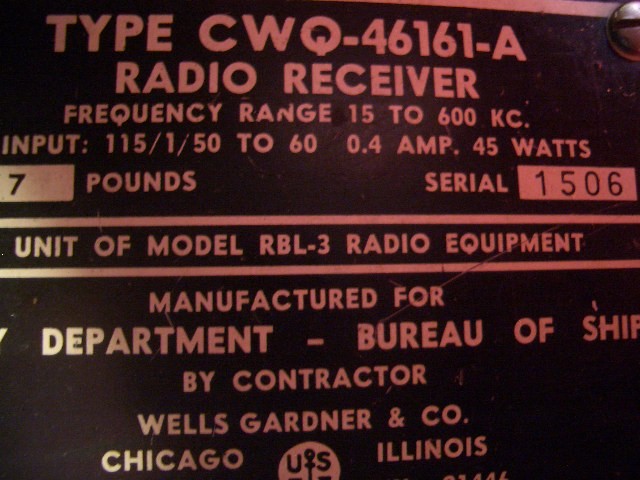 TYPE CWQ-46161-A
RADIO RECEIVER
FREQUENCY RANGE 15 TO 600 KC.
INPUT: 115/1/50 TO 60 0.4 AMP. 45 WATTS
7 POUNDS SERIAL 1506
UNIT OF MODEL RBL-3 RADIO EQUIPMENT
MANUFACTURED FOR
Y DEPARTMENT - BUREAU OF SHIP
BY CONTRACTOR
WELLS GARDNER & CO.
CHICAGO US ILLINOIS